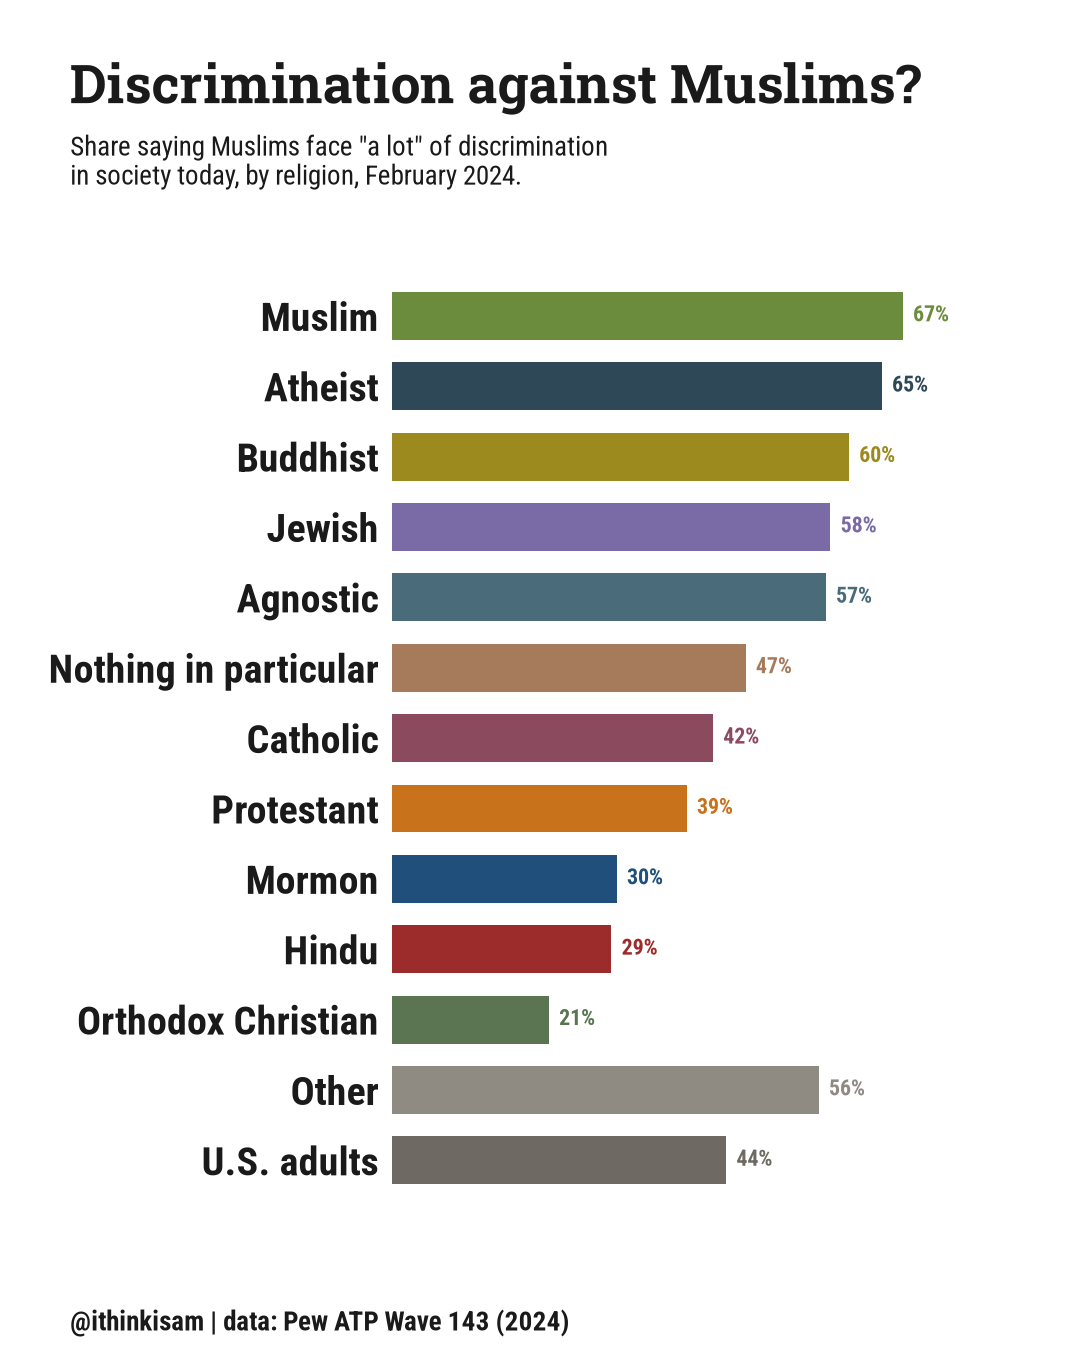 Discrimination against Muslims?
Share saying Muslims face "a lot" of discrimination
in society today, by religion, February 2024.
Muslim 67%
Atheist 65%
Buddhist 60%
Jewish 58%
Agnostic 57%
Nothing in particular 47%
Catholic 42%
Protestant 39%
Mormon 30%
Hindu 29%
Orthodox Christian 21%
Other 56%
U.S. adults 44%
@ithinkisam | data: Pew ATP Wave 143 (2024)